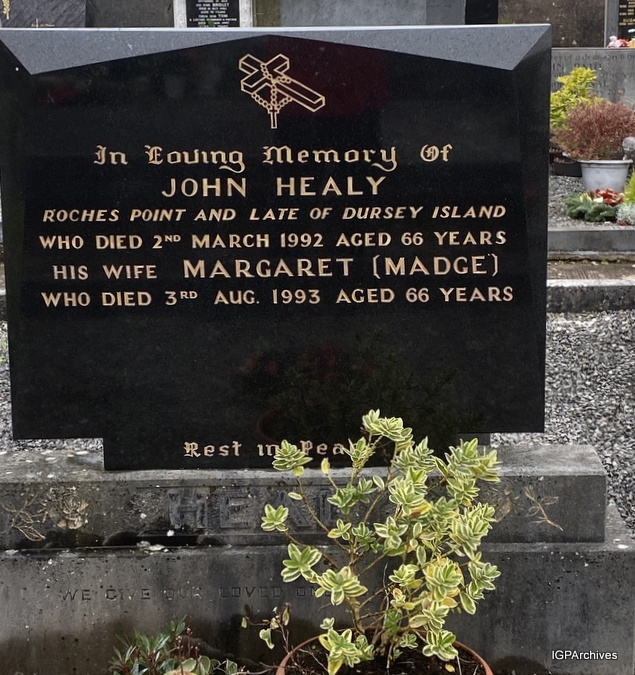 In Loving Memory Of
JOHN HEALY
ROCHES POINT AND LATE OF DURSEY ISLAND
WHO DIED 2ND MARCH 1992 AGED 66 YEARS
HIS WIFE MARGARET (MADGE)
WHO DIED 3RD AUG. 1993 AGED 66 YEARS
Rest in
WE GIVE OUR LOVED
IGPArchives